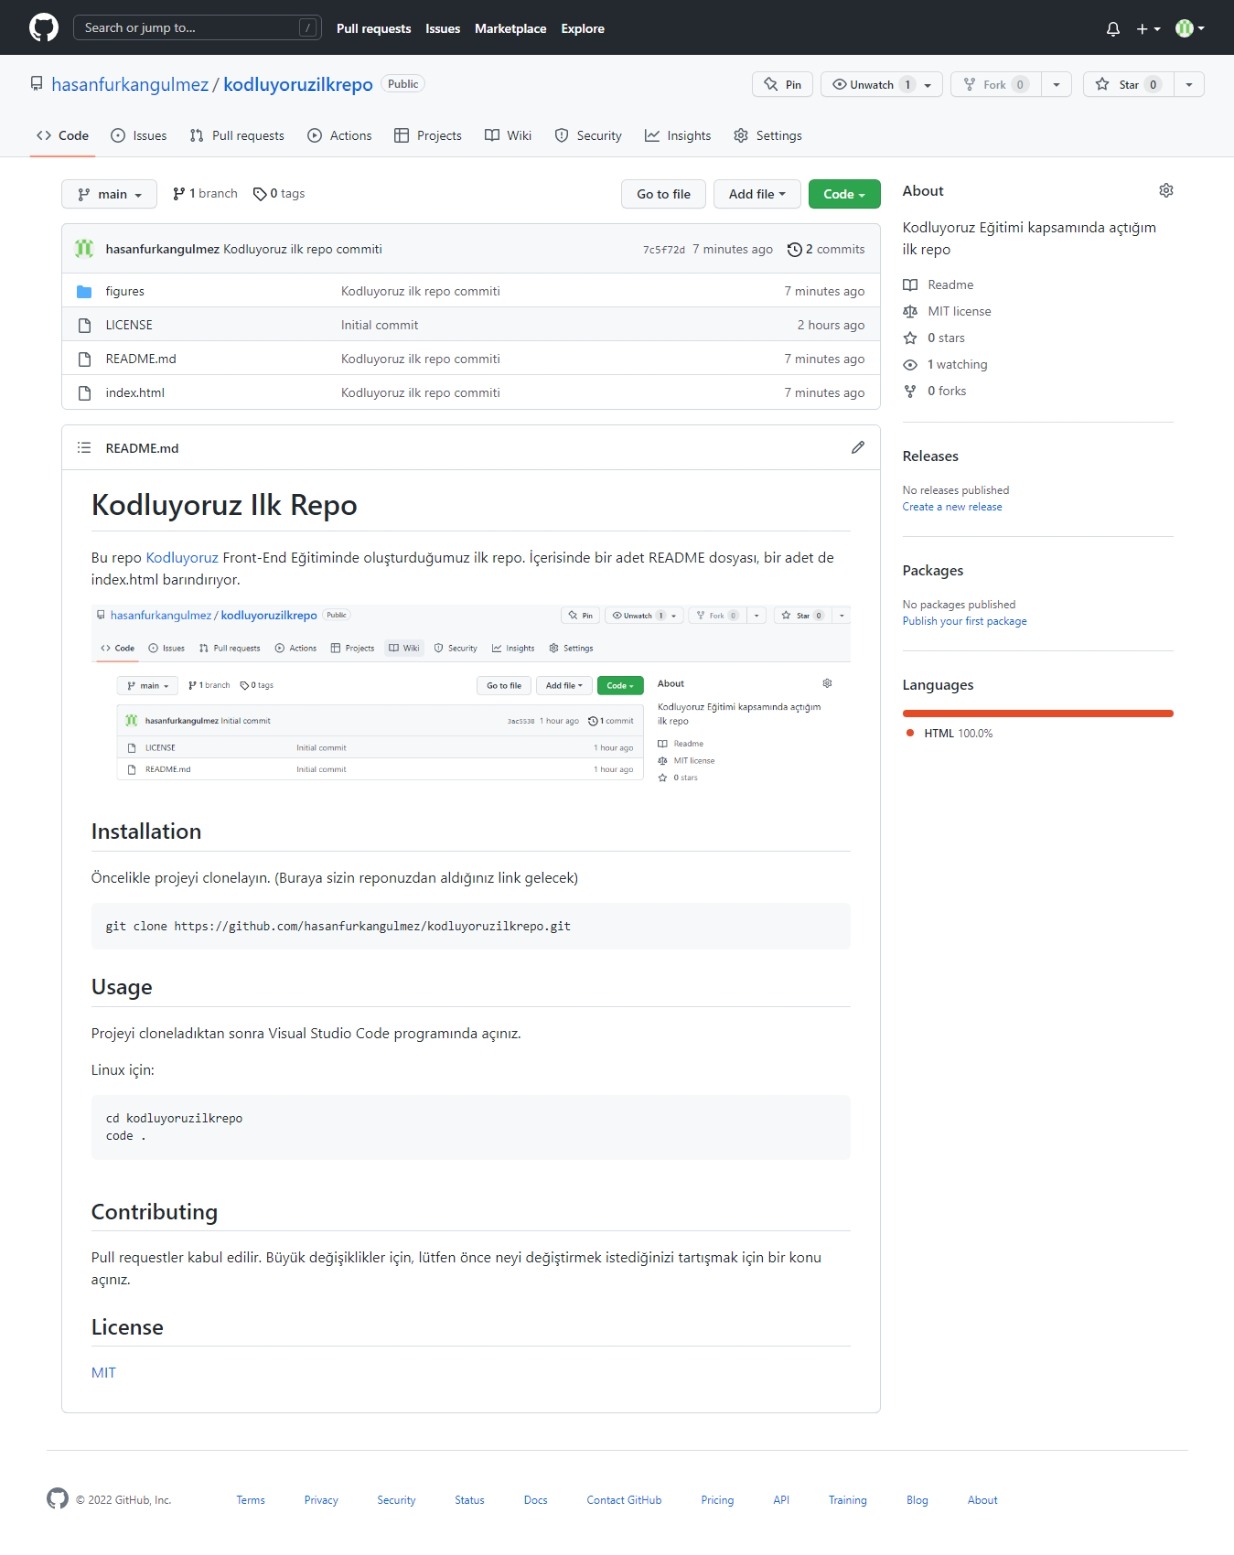 Search or jump to... /
Pull requests Issues Marketplace Explore
hasanfurkangulmez / kodluyoruzilkrepo Public
Pin Unwatch 1 Fork 0 Star 0
Code Issues Pull requests Actions Projects Wiki Security Insights Settings
main 1 branch 0 tags Go to file Add file Code
hasanfurkangulmez Kodluyoruz ilk repo commiti 7c5f72d 7 minutes ago 2 commits
figures Kodluyoruz ilk repo commiti 7 minutes ago
LICENSE Initial commit 2 hours ago
README.md Kodluyoruz ilk repo commiti 7 minutes ago
index.html Kodluyoruz ilk repo commiti 7 minutes ago
About
Kodluyoruz Eğitimi kapsamında açtığım
ilk repo
Readme
MIT license
0 stars
1 watching
0 forks
Releases
No releases published
Create a new release
Packages
No packages published
Publish your first package
Languages
HTML 100.0%
README.md
Kodluyoruz Ilk Repo
Bu repo Kodluyoruz Front-End Eğitiminde oluşturduğumuz ilk repo. İçerisinde bir adet README dosyası, bir adet de
index.html barındırıyor.
hasanfurkangulmez / kodluyoruzilkrepo Public Pin Unwatch 1 Fork 0 Star 0
Code Issues Pull requests Actions Projects Wiki Security Insights Settings
main 1 branch 0 tags Go to file Add file Code
hasanfurkangulmez Initial commit 3ac5538 1 hour ago 1 commit
LICENSE Initial commit 1 hour ago
README.md Initial commit 1 hour ago
About
Kodluyoruz Eğitimi kapsamında açtığım
ilk repo
Readme
MIT license
0 stars
Installation
Öncelikle projeyi clonelayın. (Buraya sizin reponuzdan aldığınız link gelecek)
git clone https://github.com/hasanfurkangulmez/kodluyoruzilkrepo.git
Usage
Projeyi cloneladıktan sonra Visual Studio Code programında açınız.
Linux için:
cd kodluyoruzilkrepo
code .
Contributing
Pull requestler kabul edilir. Büyük değişiklikler için, lütfen önce neyi değiştirmek istediğinizi tartışmak için bir konu
açınız.
License
MIT
© 2022 GitHub, Inc. Terms Privacy Security Status Docs Contact GitHub Pricing API Training Blog About